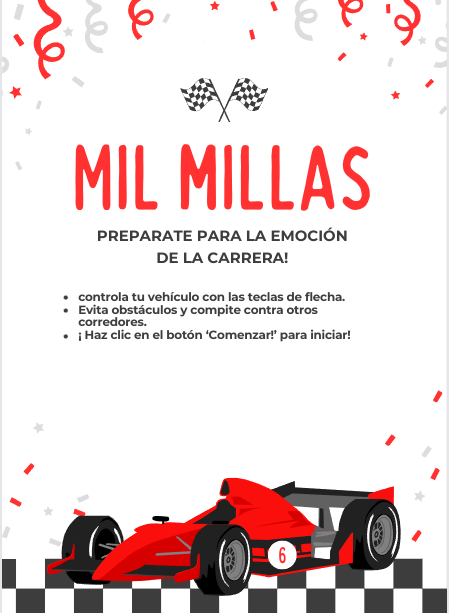 MIL MILLAS
PREPARATE PARA LA EMOCIÓN
DE LA CARRERA!
• controla tu vehículo con las teclas de flecha.
• Evita obstáculos y compite contra otros
corredores.
• ¡ Haz clic en el botón ‘Comenzar!’ para iniciar!
6